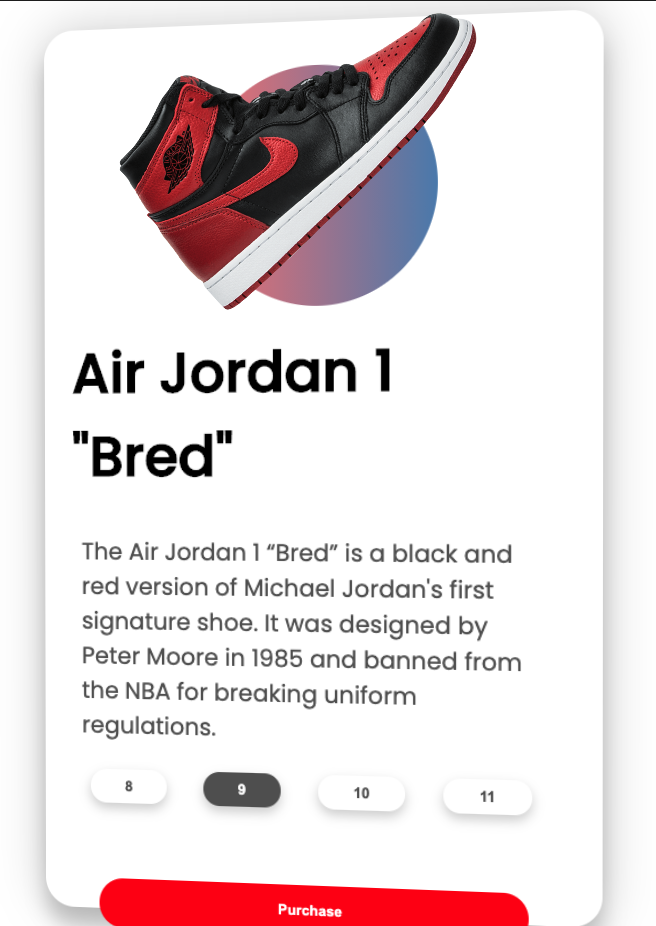 Air Jordan 1
"Bred"
The Air Jordan 1 “Bred” is a black and
red version of Michael Jordan's first
signature shoe. It was designed by
Peter Moore in 1985 and banned from
the NBA for breaking uniform
regulations.
8 9 10 11
Purchase